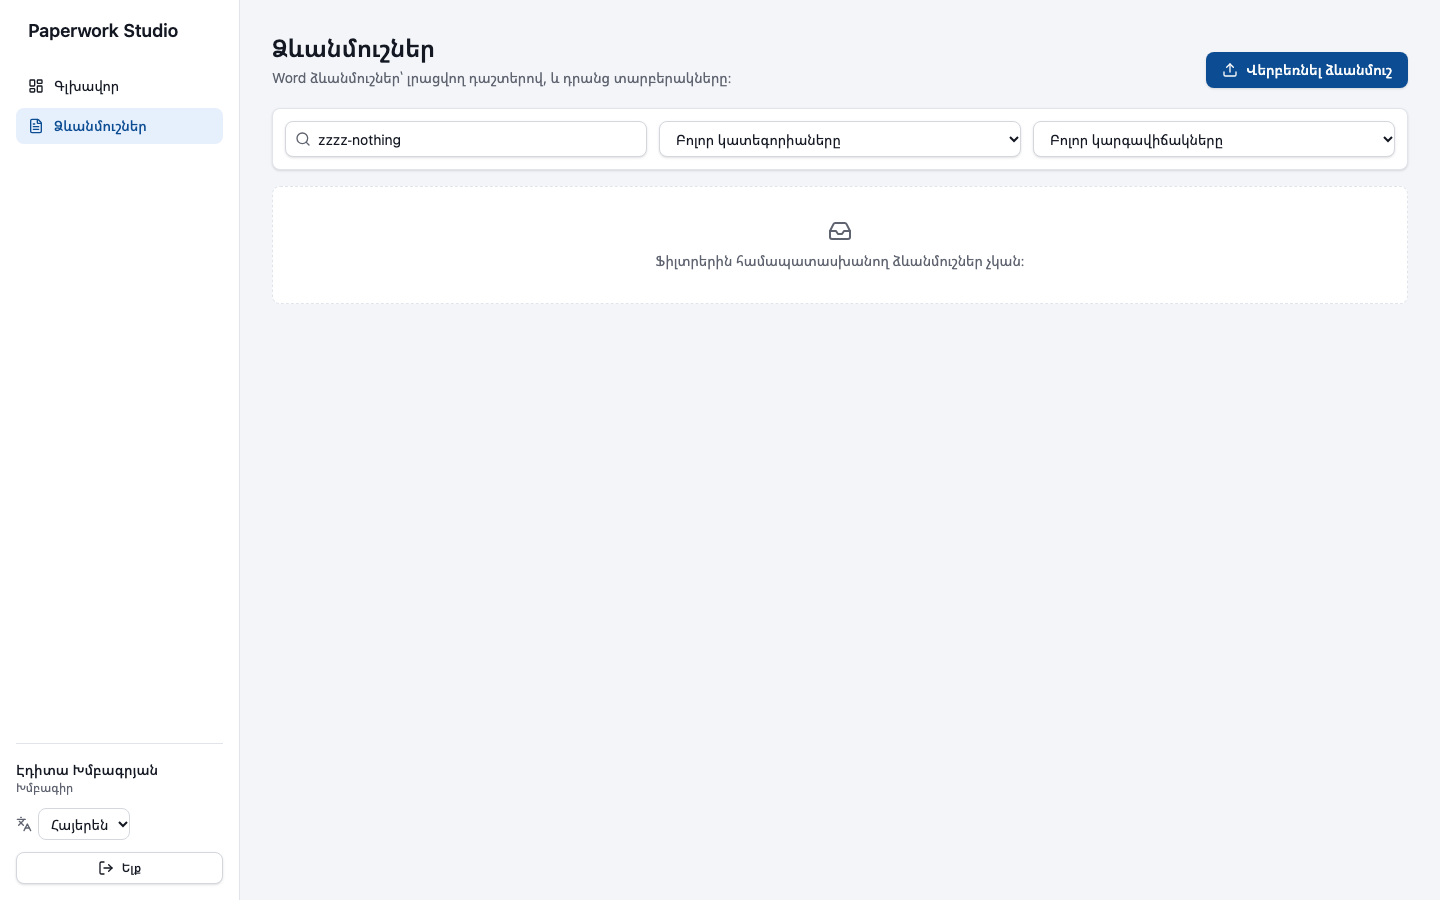 Paperwork Studio
Գլխավոր
Ձևանմուշներ
Էդիտա Խմբագրյան
Խմբագիր
Հայերեն
Ելք
Ձևանմուշներ
Word ձևանմուշներ՝ լրացվող դաշտերով, և դրանց տարբերակները։
Վերբեռնել ձևանմուշ
zzzz-nothing
Բոլոր կատեգորիաները
Բոլոր կարգավիճակները
Ֆիլտրերին համապատասխանող ձևանմուշներ չկան։